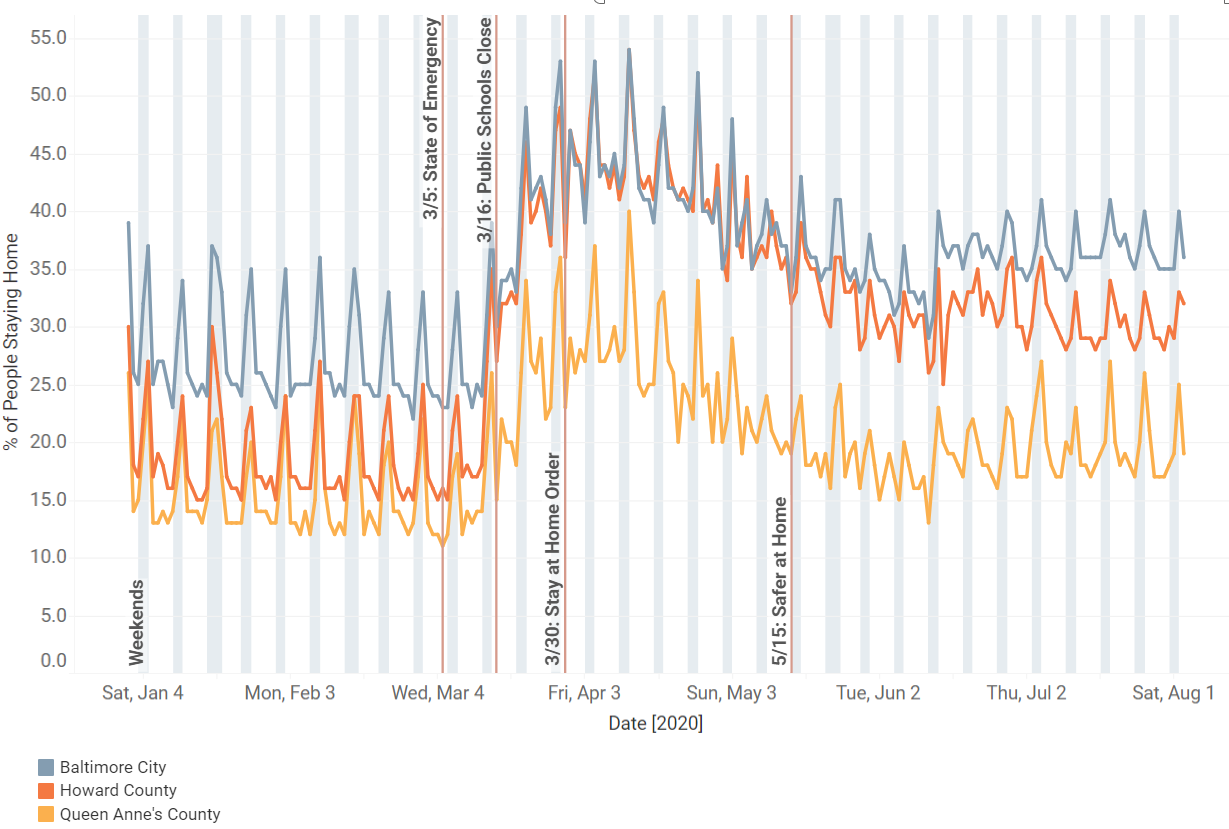 % of People Staying Home
55.0
50.0
45.0
40.0
35.0
30.0
25.0
20.0
15.0
10.0
5.0
0.0
Weekends
3/5: State of Emergency
3/16: Public Schools Close
3/30: Stay at Home Order
5/15: Safer at Home
Sat, Jan 4
Mon, Feb 3
Wed, Mar 4
Fri, Apr 3
Sun, May 3
Tue, Jun 2
Thu, Jul 2
Sat, Aug 1
Date [2020]
Baltimore City
Howard County
Queen Anne's County